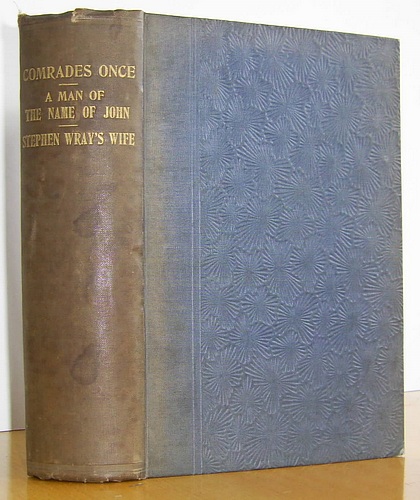 COMRADES ONCE
A MAN OF
THE NAME OF JOHN
STEPHEN WRAY'S WIFE